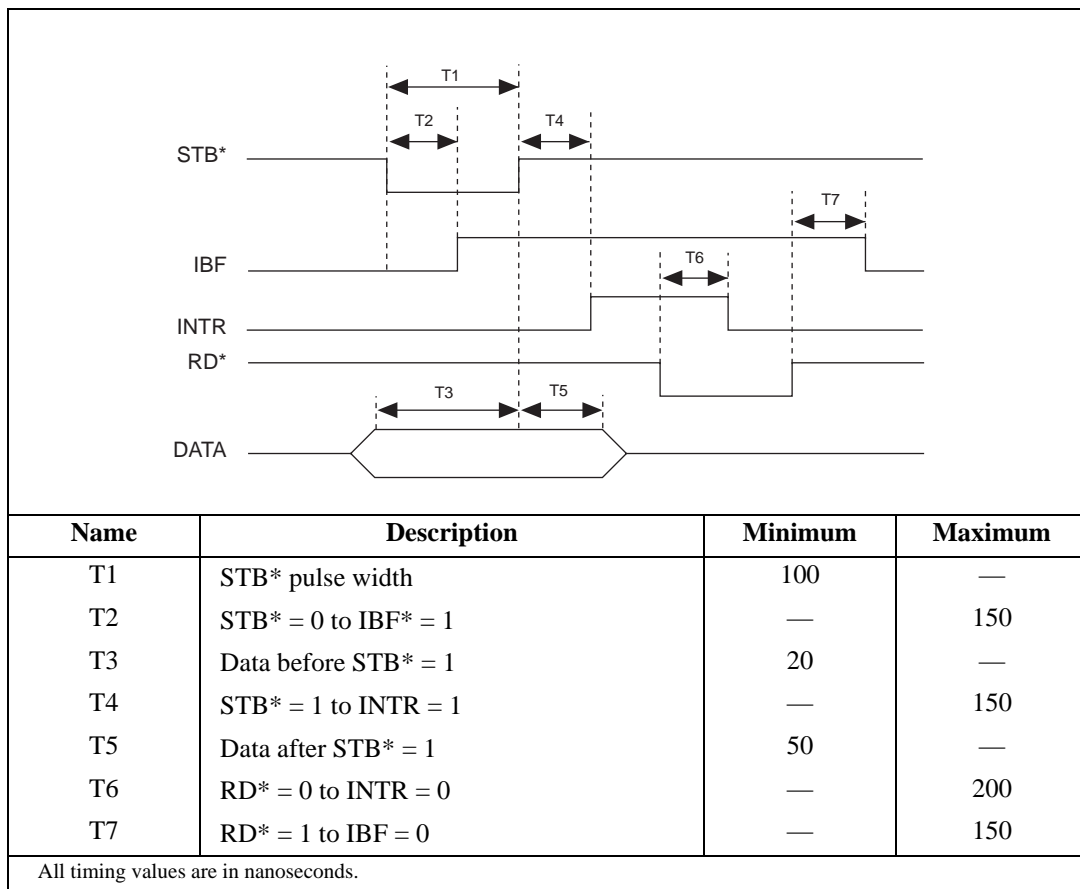 T1
T2 T4
STB*
T7
IBF T6
INTR
RD*
T3 T5
DATA
Name Description Minimum Maximum
T1 STB* pulse width 100 —
T2 STB* = 0 to IBF* = 1 — 150
T3 Data before STB* = 1 20 —
T4 STB* = 1 to INTR = 1 — 150
T5 Data after STB* = 1 50 —
T6 RD* = 0 to INTR = 0 — 200
T7 RD* = 1 to IBF = 0 — 150
All timing values are in nanoseconds.